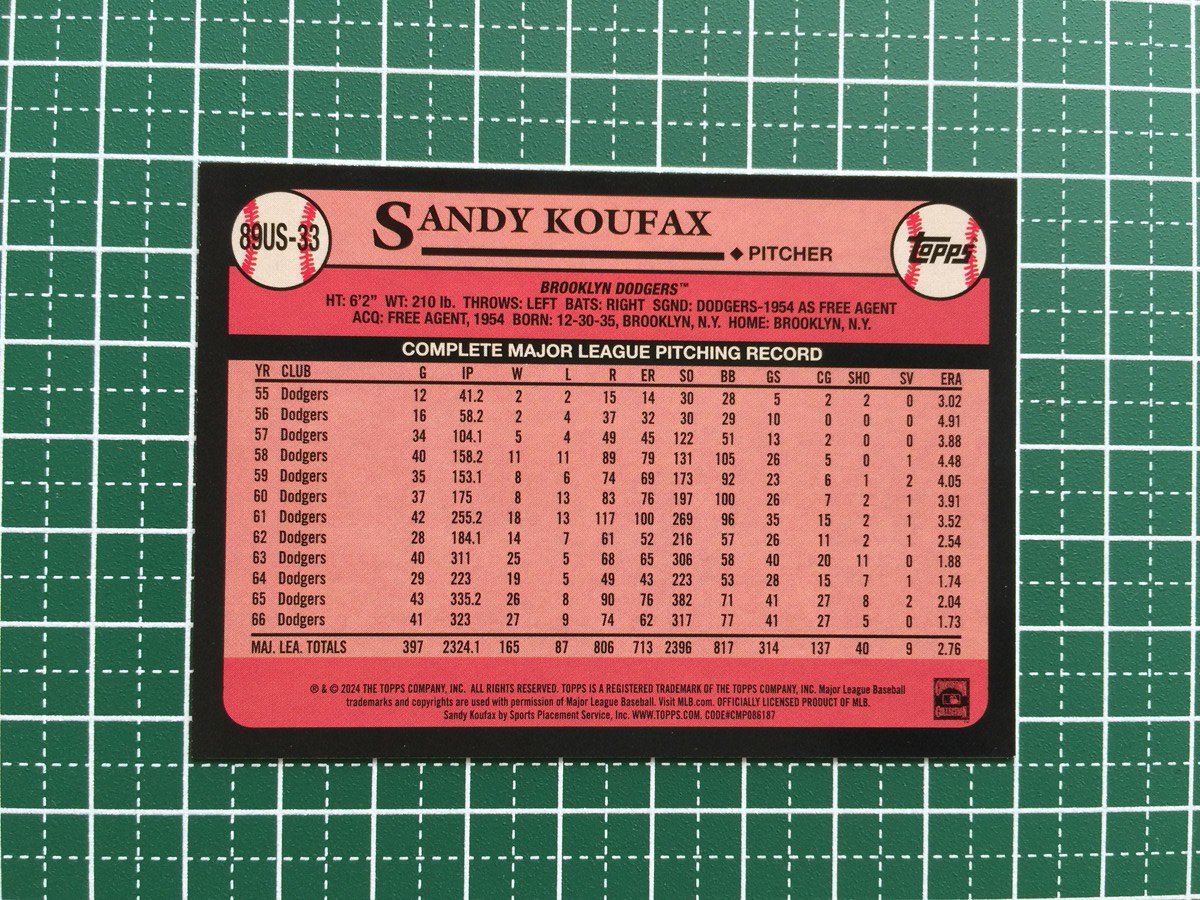 89US-33
SANDY KOUFAX
◆ PITCHER
topps
BROOKLYN DODGERS™
HT: 6'2" WT: 210 lb. THROWS: LEFT BATS: RIGHT SGND: DODGERS-1954 AS FREE AGENT
ACQ: FREE AGENT, 1954 BORN: 12-30-35, BROOKLYN, N.Y. HOME: BROOKLYN, N.Y.
COMPLETE MAJOR LEAGUE PITCHING RECORD
YR CLUB G IP W L R ER SO BB GS CG SHO SV ERA
55 Dodgers 12 41.2 2 2 15 14 30 28 5 2 2 0 3.02
56 Dodgers 16 58.2 2 4 37 32 30 29 10 0 0 0 4.91
57 Dodgers 34 104.1 5 4 49 45 122 51 13 2 0 0 3.88
58 Dodgers 40 158.2 11 11 89 79 131 105 26 5 0 1 4.48
59 Dodgers 35 153.1 8 6 74 69 173 92 23 6 1 2 4.05
60 Dodgers 37 175 8 13 83 76 197 100 26 7 2 1 3.91
61 Dodgers 42 255.2 18 13 117 100 269 96 35 15 2 1 3.52
62 Dodgers 28 184.1 14 7 61 52 216 57 26 11 2 1 2.54
63 Dodgers 40 311 25 5 68 65 306 58 40 20 11 0 1.88
64 Dodgers 29 223 19 5 49 43 223 53 28 15 7 1 1.74
65 Dodgers 43 335.2 26 8 90 76 382 71 41 27 8 2 2.04
66 Dodgers 41 323 27 9 74 62 317 77 41 27 5 0 1.73
MAJ. LEA. TOTALS 397 2324.1 165 87 806 713 2396 817 314 137 40 9 2.76
® & © 2024 THE TOPPS COMPANY, INC. ALL RIGHTS RESERVED. TOPPS IS A REGISTERED TRADEMARK OF THE TOPPS COMPANY, INC. Major League Baseball
trademarks and copyrights are used with permission of Major League Baseball. Visit MLB.com. OFFICIALLY LICENSED PRODUCT OF MLB.
Sandy Koufax by Sports Placement Service, Inc. WWW.TOPPS.COM. CODE#CMP086187